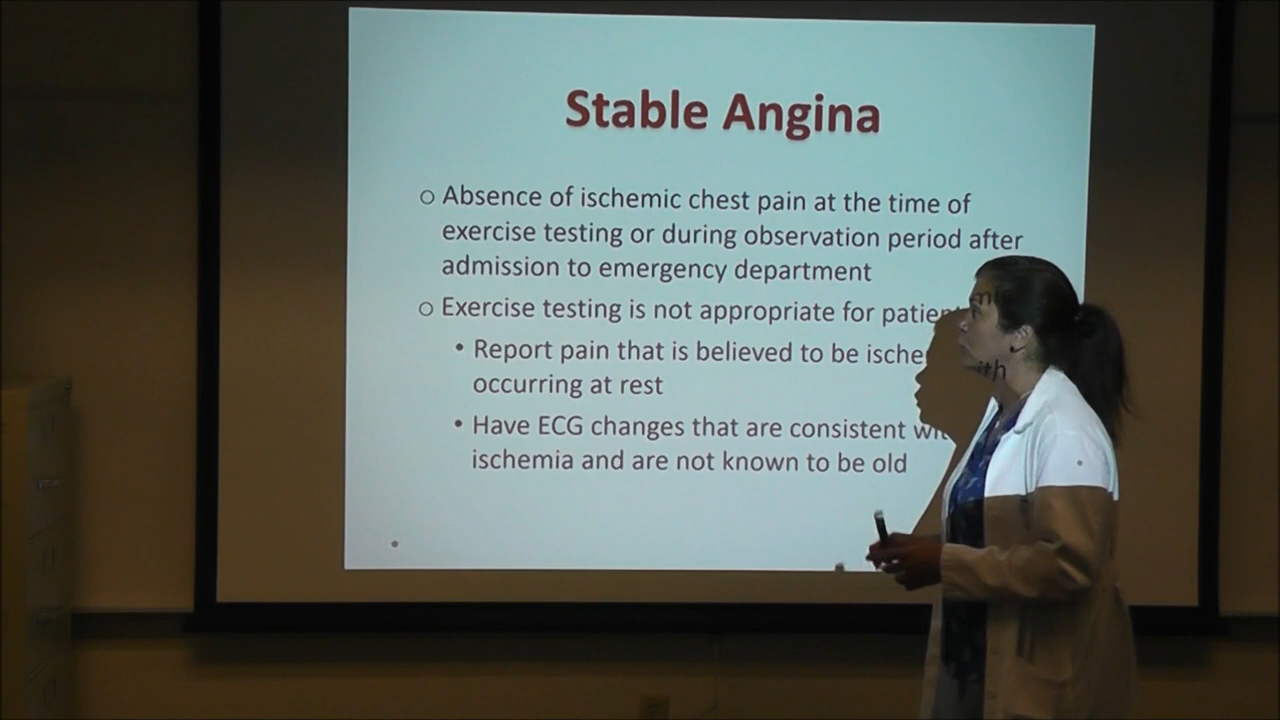 Stable Angina
Absence of ischemic chest pain at the time of
exercise testing or during observation period after
admission to emergency department
Exercise testing is not appropriate for patien
Report pain that is believed to be ische
occurring at rest
Have ECG changes that are consistent with
ischemia and are not known to be old